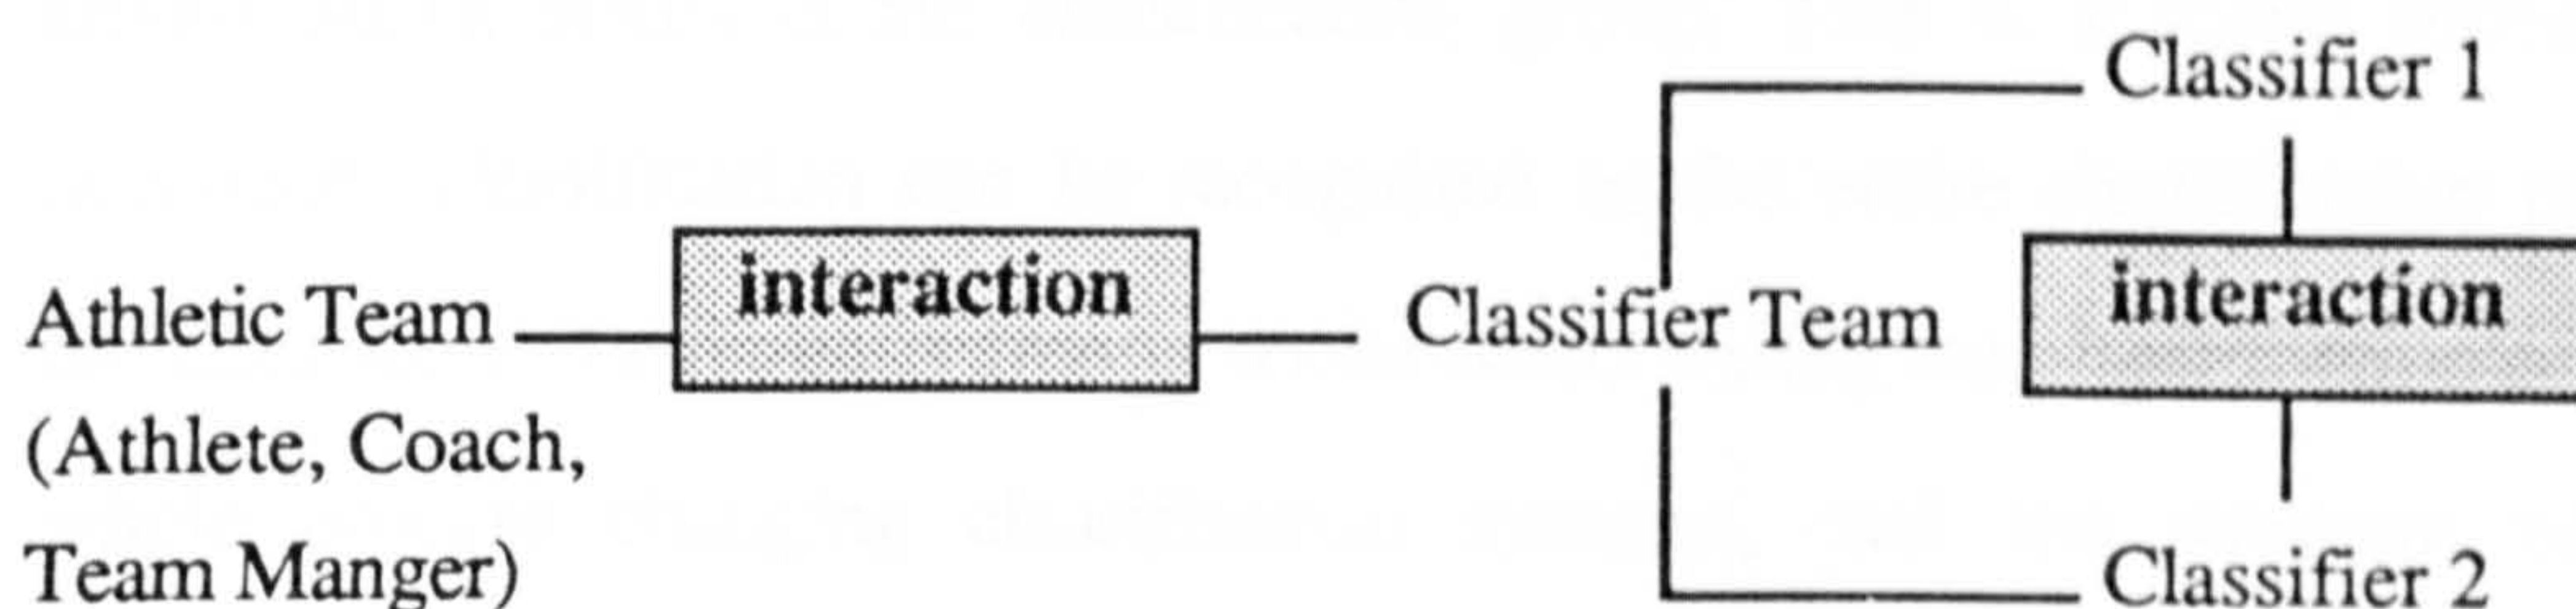 Classifier 1
interaction
interaction
Athletic Team
Classifier Team
(Athlete, Coach,
Team Manger)
Classifier 2